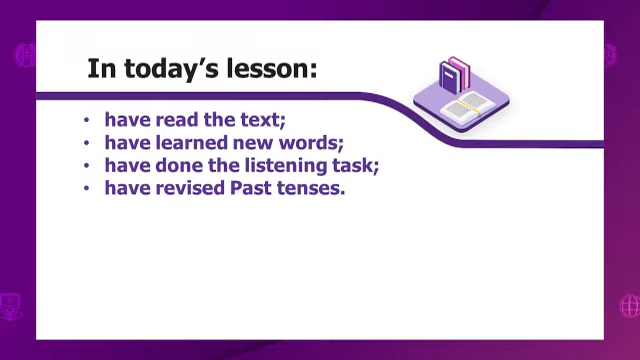 In today's lesson:
• have read the text;
• have learned new words;
• have done the listening task;
• have revised Past tenses.